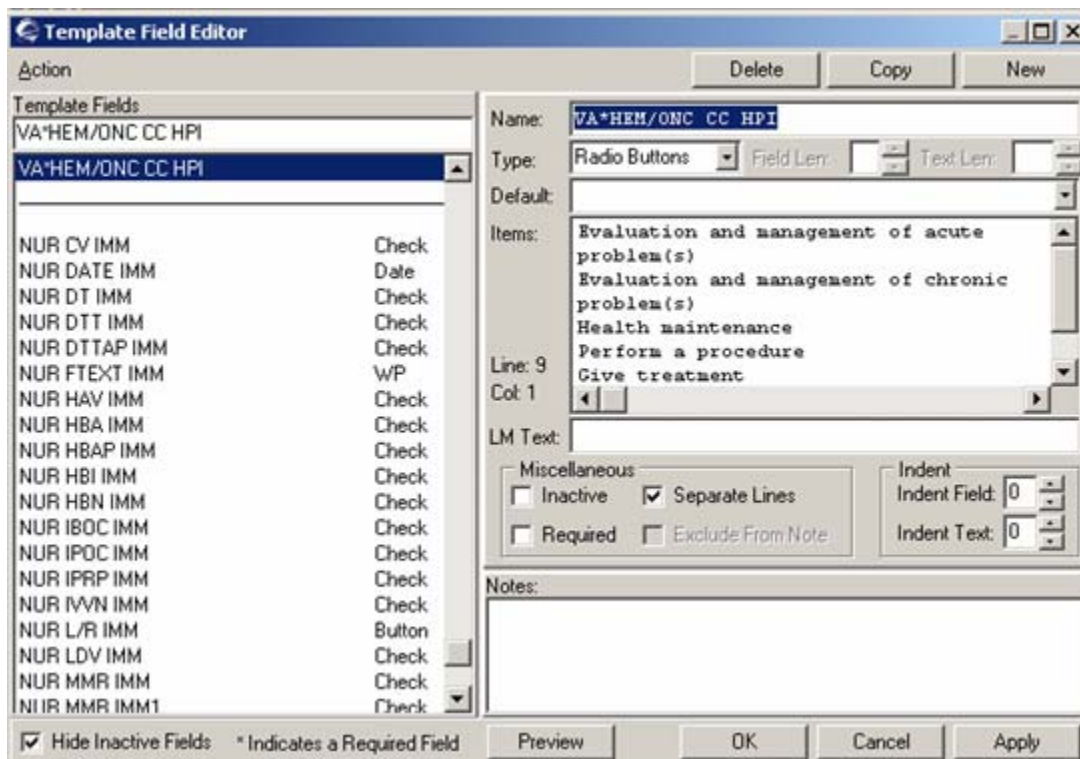 Template Field Editor
Action
Delete Copy New
Template Fields
VA*HEM/ONC CC HPI
VA*HEM/ONC CC HPI
NUR CV IMM Check
NUR DATE IMM Date
NUR DT IMM Check
NUR DTT IMM Check
NUR DTTAP IMM Check
NUR FTEXT IMM WP
NUR HAV IMM Check
NUR HBA IMM Check
NUR HBAP IMM Check
NUR HBI IMM Check
NUR HBN IMM Check
NUR IBOC IMM Check
NUR IPOC IMM Check
NUR IPRP IMM Check
NUR IVVN IMM Check
NUR L/R IMM Button
NUR LDV IMM Check
NUR MMR IMM Check
NUR MMR IMM1 Check
Hide Inactive Fields * Indicates a Required Field
Name: VA*HEM/ONC CC HPI
Type: Radio Buttons Field Len: Text Len:
Default:
Items: Evaluation and management of acute
problem(s)
Evaluation and management of chronic
problem(s)
Health maintenance
Perform a procedure
Give treatment
Line: 9
Col: 1
LM Text:
Miscellaneous
Inactive Separate Lines
Required Exclude From Note
Indent
Indent Field: 0
Indent Text: 0
Notes:
Preview OK Cancel Apply